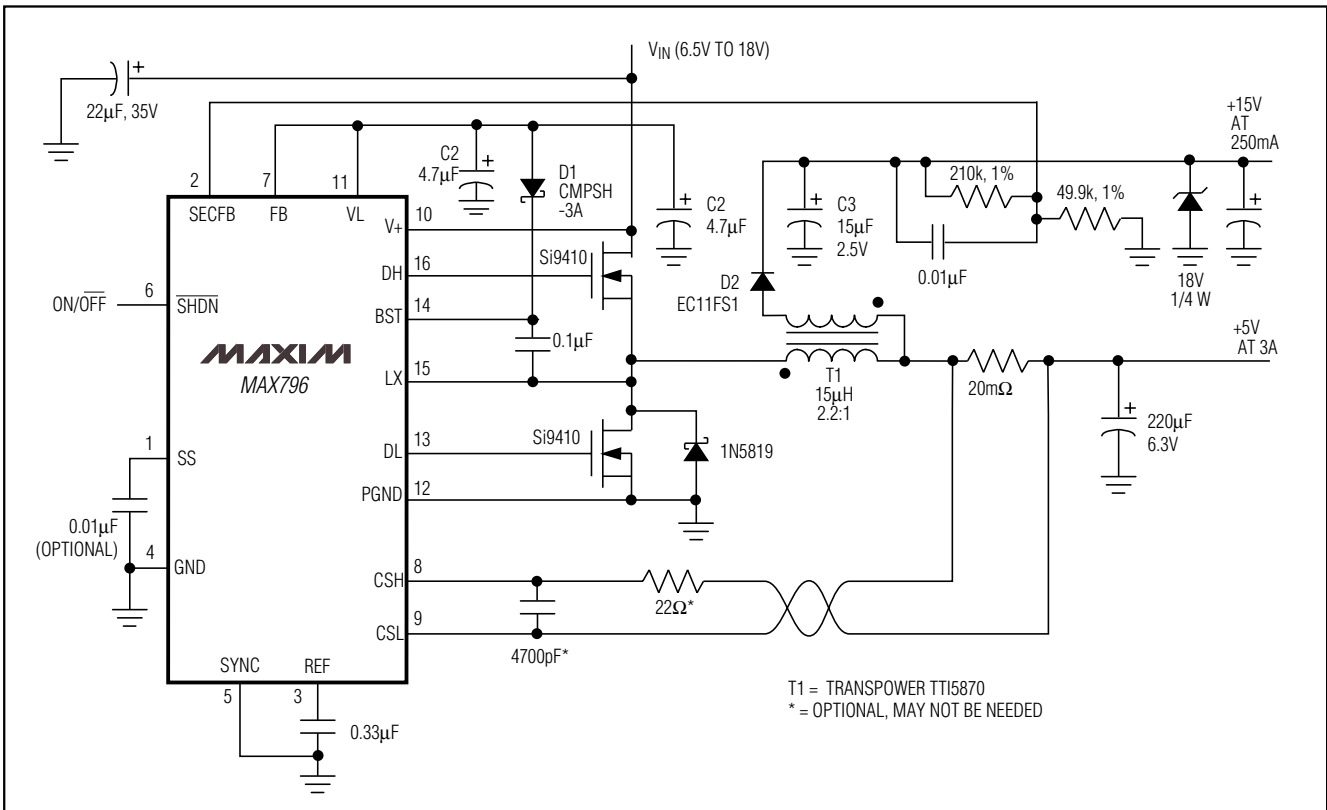 VIN (6.5V TO 18V)
22µF, 35V
+15V
AT
250mA
C2
4.7µF
D1
CMPSH
-3A
210k, 1%
49.9k, 1%
2
7
11
SECFB
FB
VL
10
V+
C2
4.7µF
C3
15µF
2.5V
0.01µF
18V
1/4 W
Si9410
16
DH
D2
EC11FS1
ON/OFF
6
SHDN
14
BST
0.1µF
+5V
AT 3A
MAXIM
MAX796
15
LX
T1
15µH
2.2:1
20mΩ
220µF
6.3V
1
SS
Si9410
13
DL
1N5819
12
PGND
0.01µF
(OPTIONAL)
4
GND
8
CSH
22Ω*
9
CSL
4700pF*
SYNC
REF
5
3
0.33µF
T1 = TRANSPOWER TTI5870
* = OPTIONAL, MAY NOT BE NEEDED